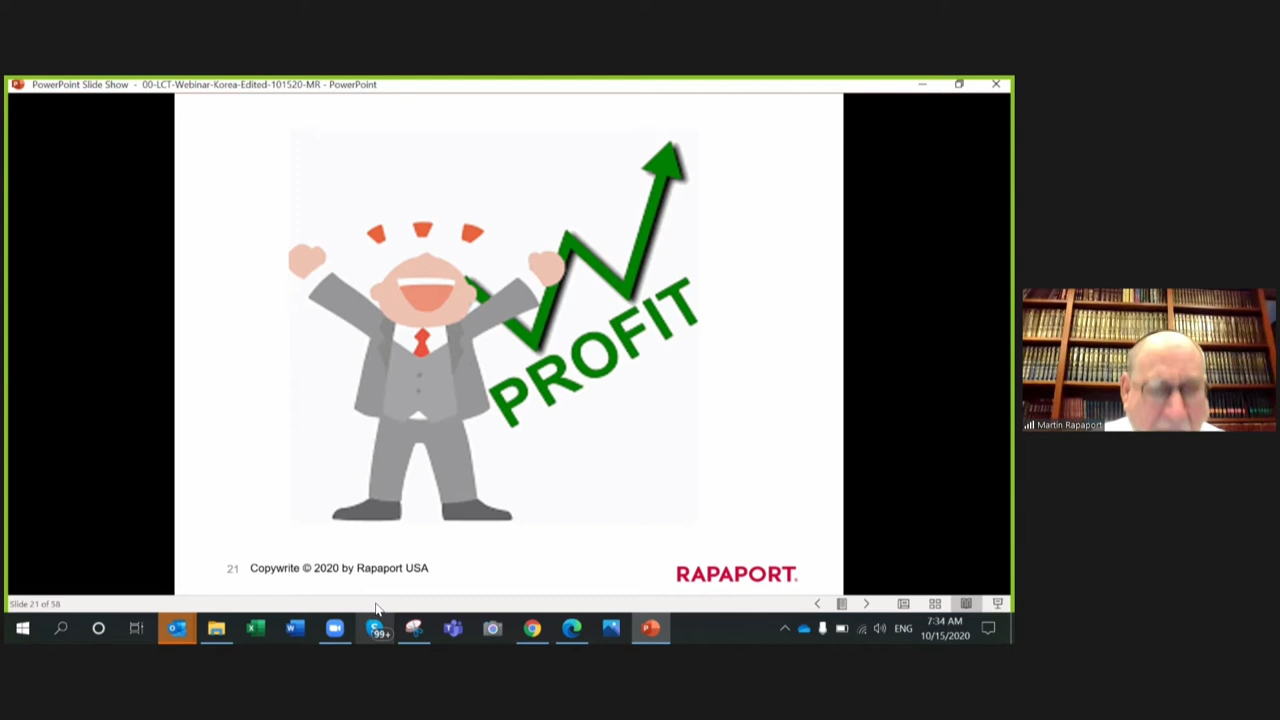 PowerPoint Slide Show - 00-LCT-Webinar-Korea-Edited-101520-MR - PowerPoint
PROFIT
Martin Rapaport
21 Copywrite © 2020 by Rapaport USA
RAPAPORT
Slide 21 of 58
99+
ENG
7:34 AM
10/15/2020